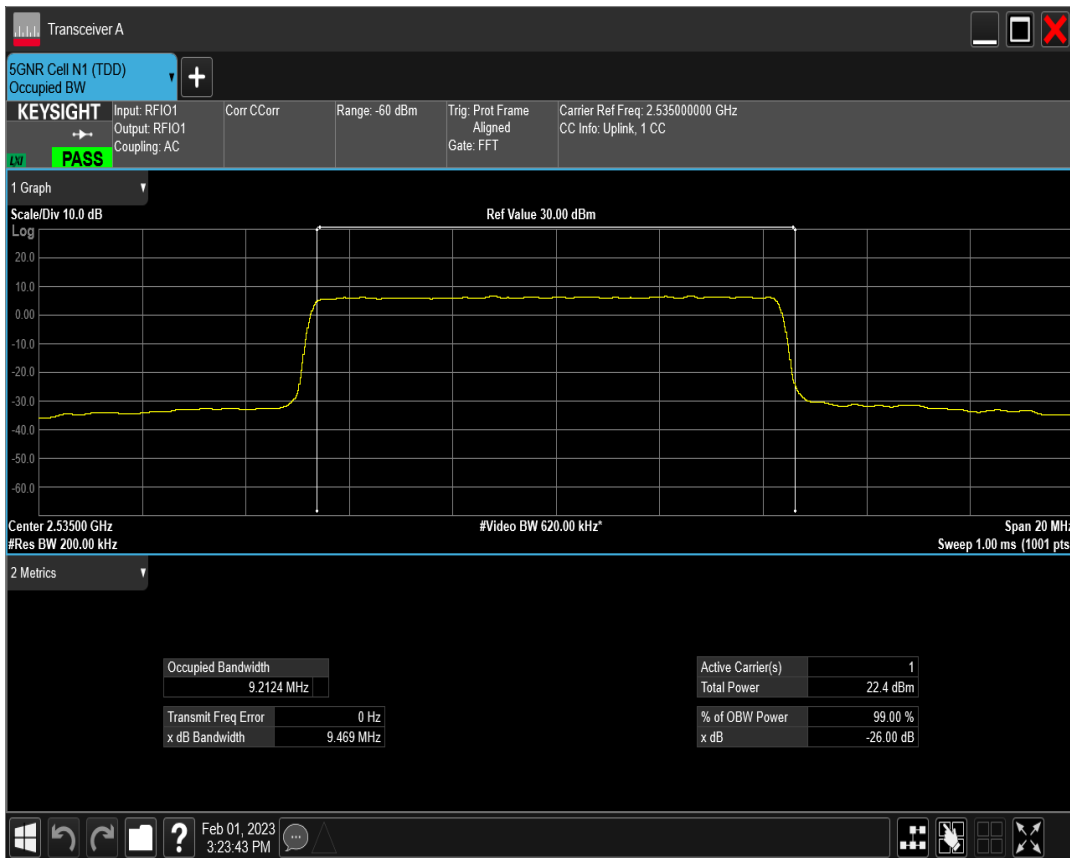 Transceiver A
5GNR Cell N1 (TDD)
Occupied BW
+
KEYSIGHT
LXI
PASS
Input: RFIO1
Output: RFIO1
Coupling: AC
Corr CCorr
Range: -60 dBm
Trig: Prot Frame
Aligned
Gate: FFT
Carrier Ref Freq: 2.535000000 GHz
CC Info: Uplink, 1 CC
1 Graph
Scale/Div 10.0 dB
Ref Value 30.00 dBm
Log
20.0
10.0
0.00
-10.0
-20.0
-30.0
-40.0
-50.0
-60.0
Center 2.53500 GHz
#Video BW 620.00 kHz*
Span 20 MHz
#Res BW 200.00 kHz
Sweep 1.00 ms (1001 pts
2 Metrics
Occupied Bandwidth
9.2124 MHz
Transmit Freq Error 0 Hz
x dB Bandwidth 9.469 MHz
Active Carrier(s) 1
Total Power 22.4 dBm
% of OBW Power 99.00 %
x dB -26.00 dB
?
Feb 01, 2023
3:23:43 PM